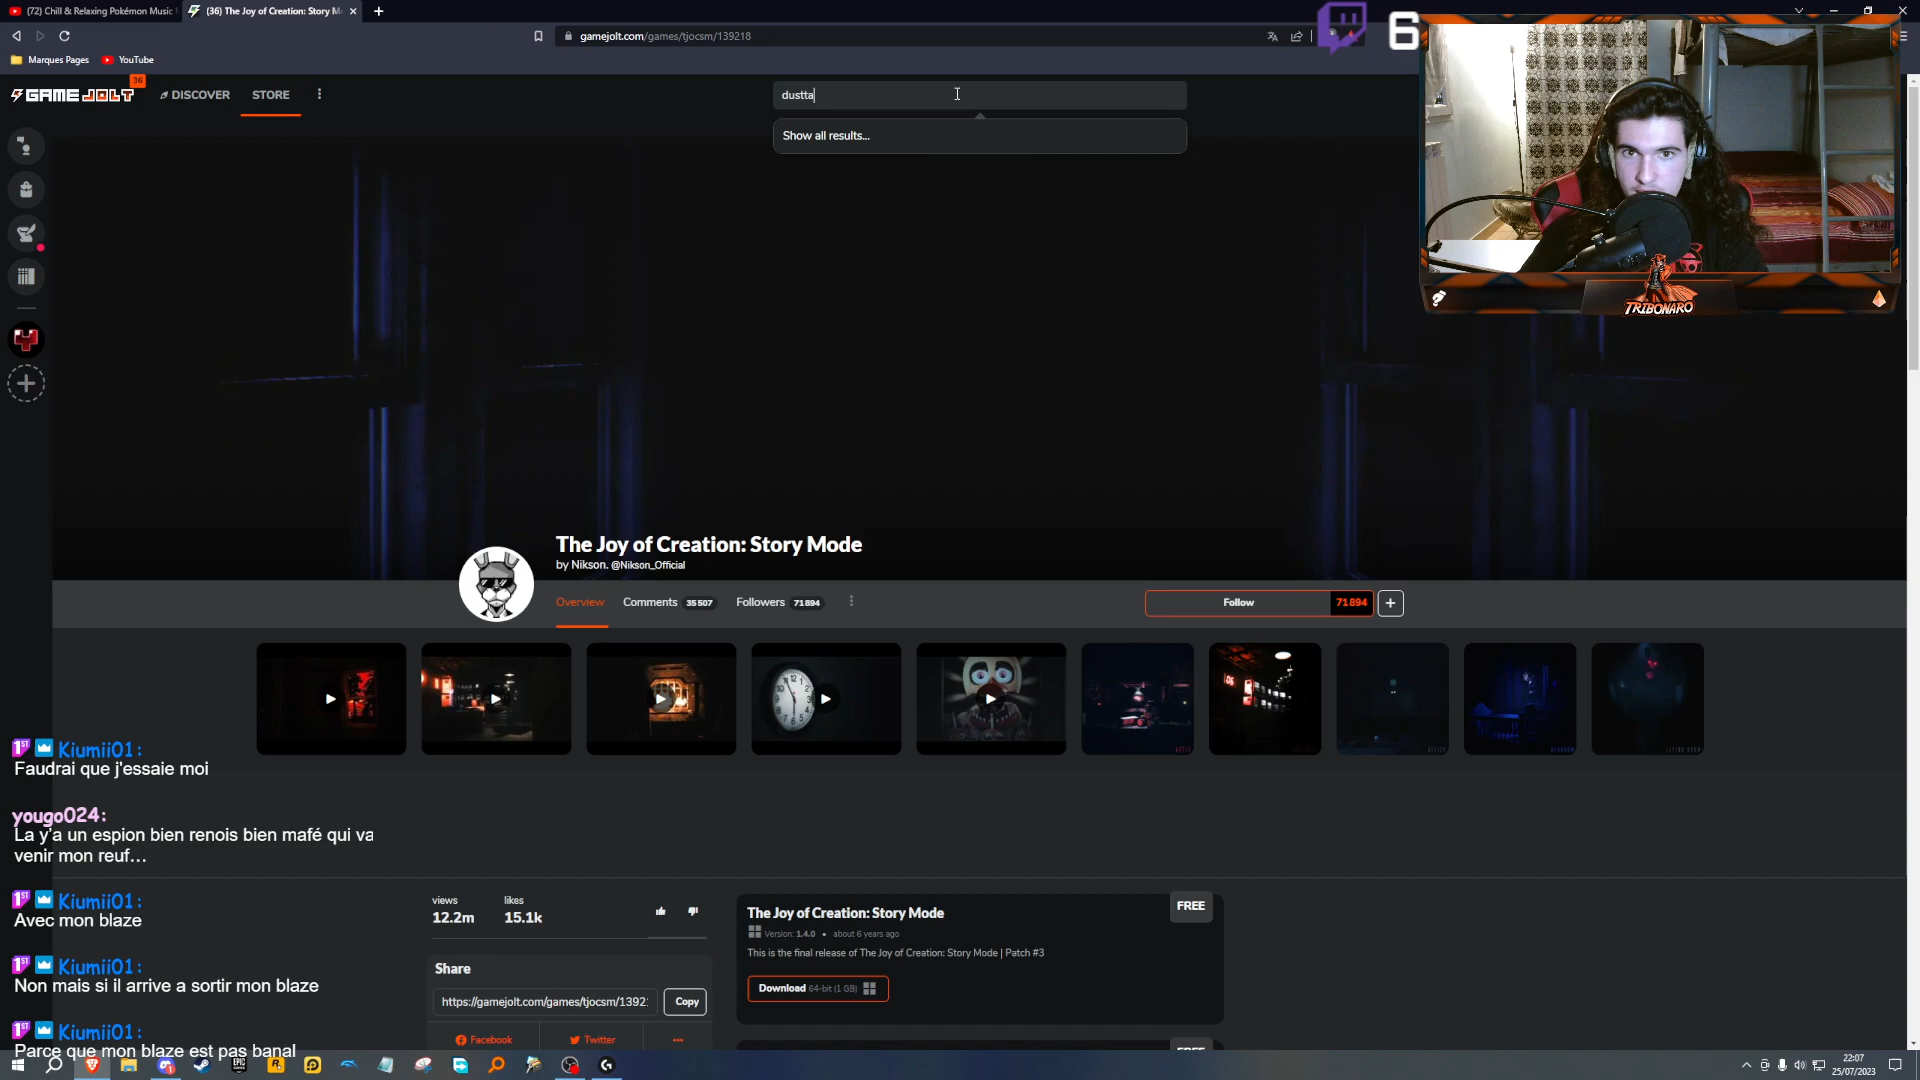 (72) Chill & Relaxing Pokémon Music
(36) The Joy of Creation: Story M
gamejolt.com/games/tjocsm/139218
6
Marques Pages
YouTube
GAME JOLT
36
DISCOVER
STORE
dustta
Show all results...
TRIBONARO
The Joy of Creation: Story Mode
by Nikson. @Nikson_Official
Overview
Comments 35507
Followers 71894
Follow
71894
06
Kiumii01:
Faudrai que j'essaie moi
yougo024:
La y'a un espion bien renois bien mafé qui va
venir mon reuf...
Kiumii01:
Avec mon blaze
Kiumii01:
Non mais si il arrive a sortir mon blaze
Kiumii01:
Parce que mon blaze est pas banal
views
12.2m
likes
15.1k
Share
https://gamejolt.com/games/tjocsm/1392
Copy
Facebook
Twitter
The Joy of Creation: Story Mode
FREE
Version: 1.4.0 • about 6 years ago
This is the final release of The Joy of Creation: Story Mode | Patch #3
Download 64-bit (1 GB)
FREE
22:07
25/07/2023